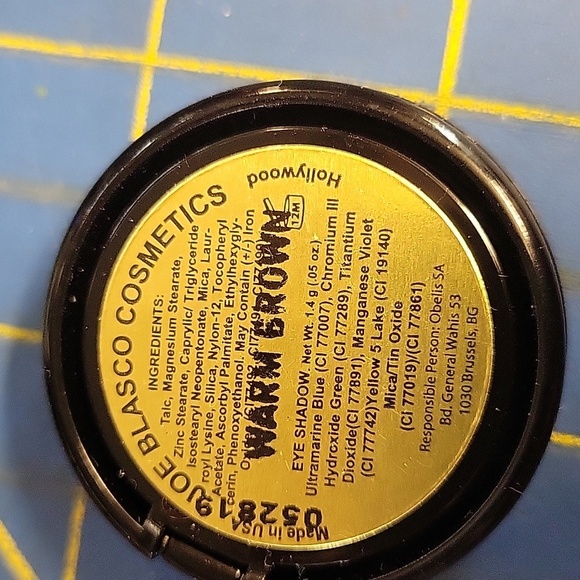 JOE BLASCO COSMETICS
Hollywood
INGREDIENTS:
Talc, Magnesium Stearate,
Zinc Stearate, Caprylic/ Triglyceride
Isostearyl Neopentonate, Mica, Laur-
royl Lysine, Silica, Nylon-12, Tocopheryl
Acetate, Ascorbyl Palmitate, Ethylhexygly-
cerin, Phenoxyethanol, May Contain (+/-) Iron
WARM BROWN
12M
EYE SHADOW. Net Wt. 1.4 g (.05 oz.)
Ultramarine Blue (CI 77007), Chromium III
Hydroxide Green (CI 77289), Titanium
Dioxide(CI 77891), Manganese Violet
(CI 77742)Yellow 5 Lake (CI 19140)
Mica/Tin Oxide
(CI 77019)/(CI 77861)
Responsible Person: Obelis SA
Bd. General Wahis 53
1030 Brussels, BG
Made in USA
052819